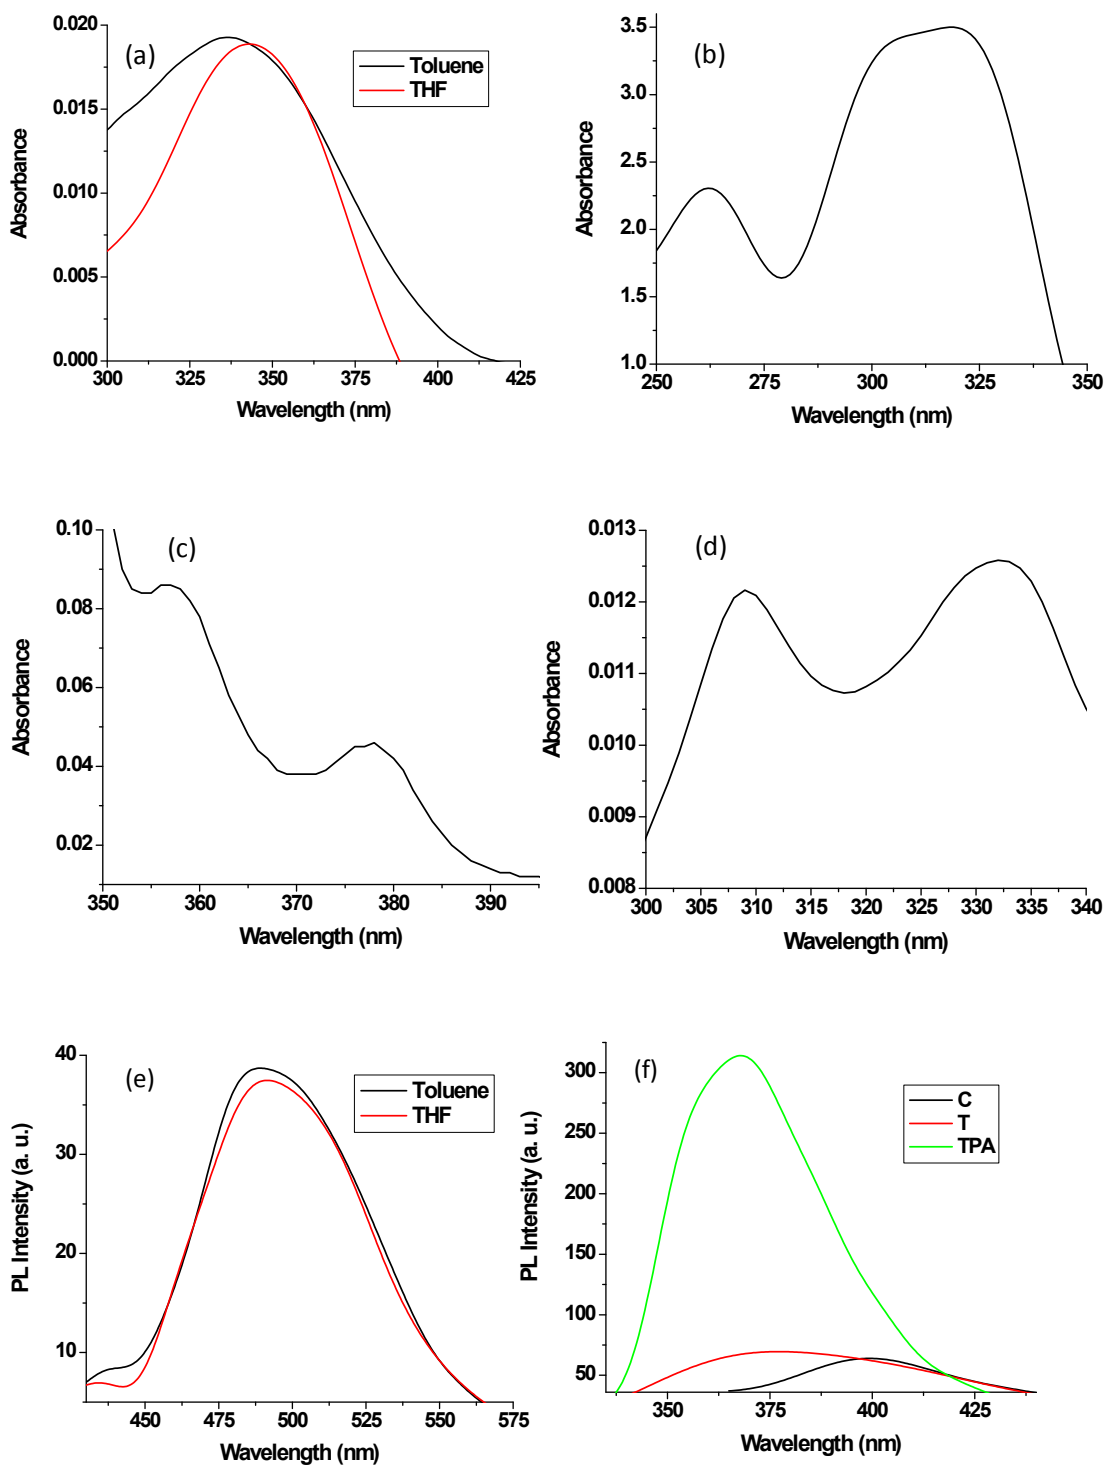 (a)
Toluene
THF
0.020
0.015
0.010
0.005
0.000
300 325 350 375 400 425
Absorbance
Wavelength (nm)
(b)
3.5
3.0
2.5
2.0
1.5
1.0
250 275 300 325 350
Absorbance
Wavelength (nm)
(c)
0.10
0.08
0.06
0.04
0.02
350 360 370 380 390
Absorbance
Wavelength (nm)
(d)
0.013
0.012
0.011
0.010
0.009
0.008
300 305 310 315 320 325 330 335 340
Absorbance
Wavelength (nm)
(e)
Toluene
THF
40
30
20
10
450 475 500 525 550 575
PL Intensity (a. u.)
Wavelength (nm)
(f)
C
T
TPA
300
250
200
150
100
50
350 375 400 425
PL Intensity (a. u.)
Wavelength (nm)